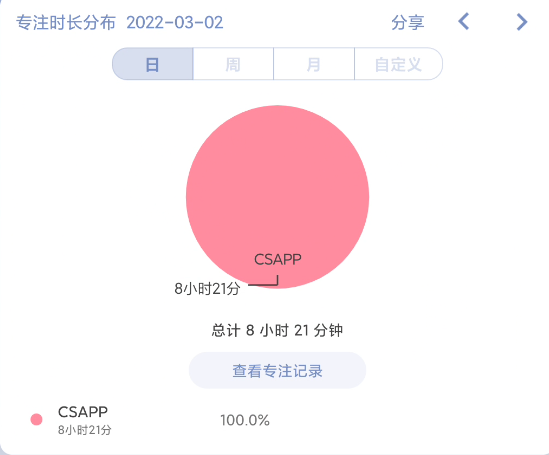 专注时长分布 2022-03-02 分享
日 周 月 自定义
CSAPP
8小时21分
总计 8 小时 21 分钟
查看专注记录
CSAPP 100.0%
8小时21分